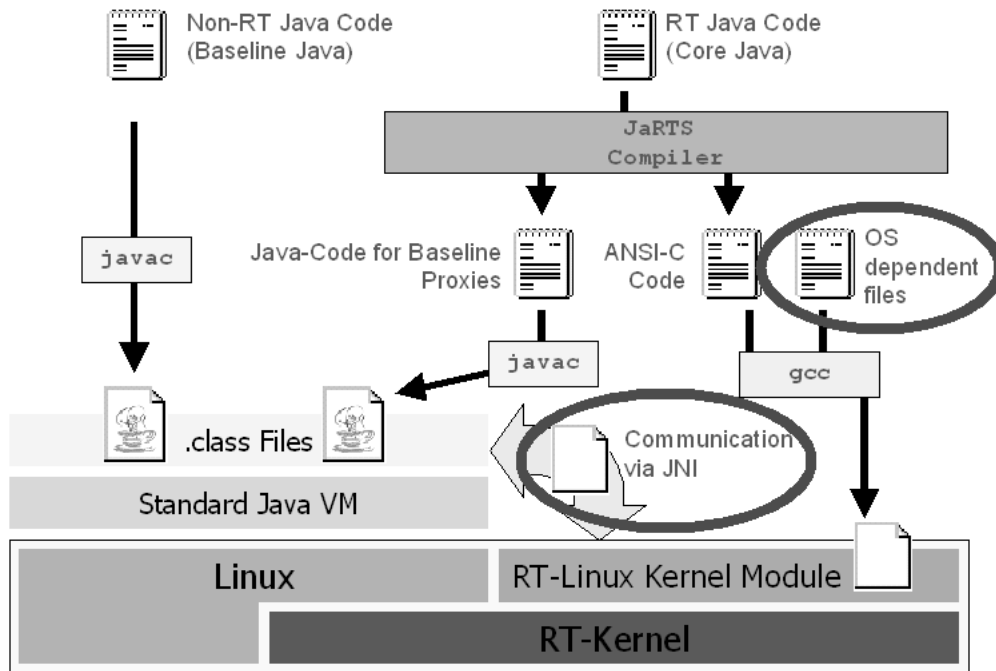 Non-RT Java Code
(Baseline Java)
RT Java Code
(Core Java)
JaRTS
Compiler
javac
Java-Code for Baseline
Proxies
ANSI-C
Code
OS
dependent
files
javac
gcc
.class Files
Communication
via JNI
Standard Java VM
Linux
RT-Linux Kernel Module
RT-Kernel